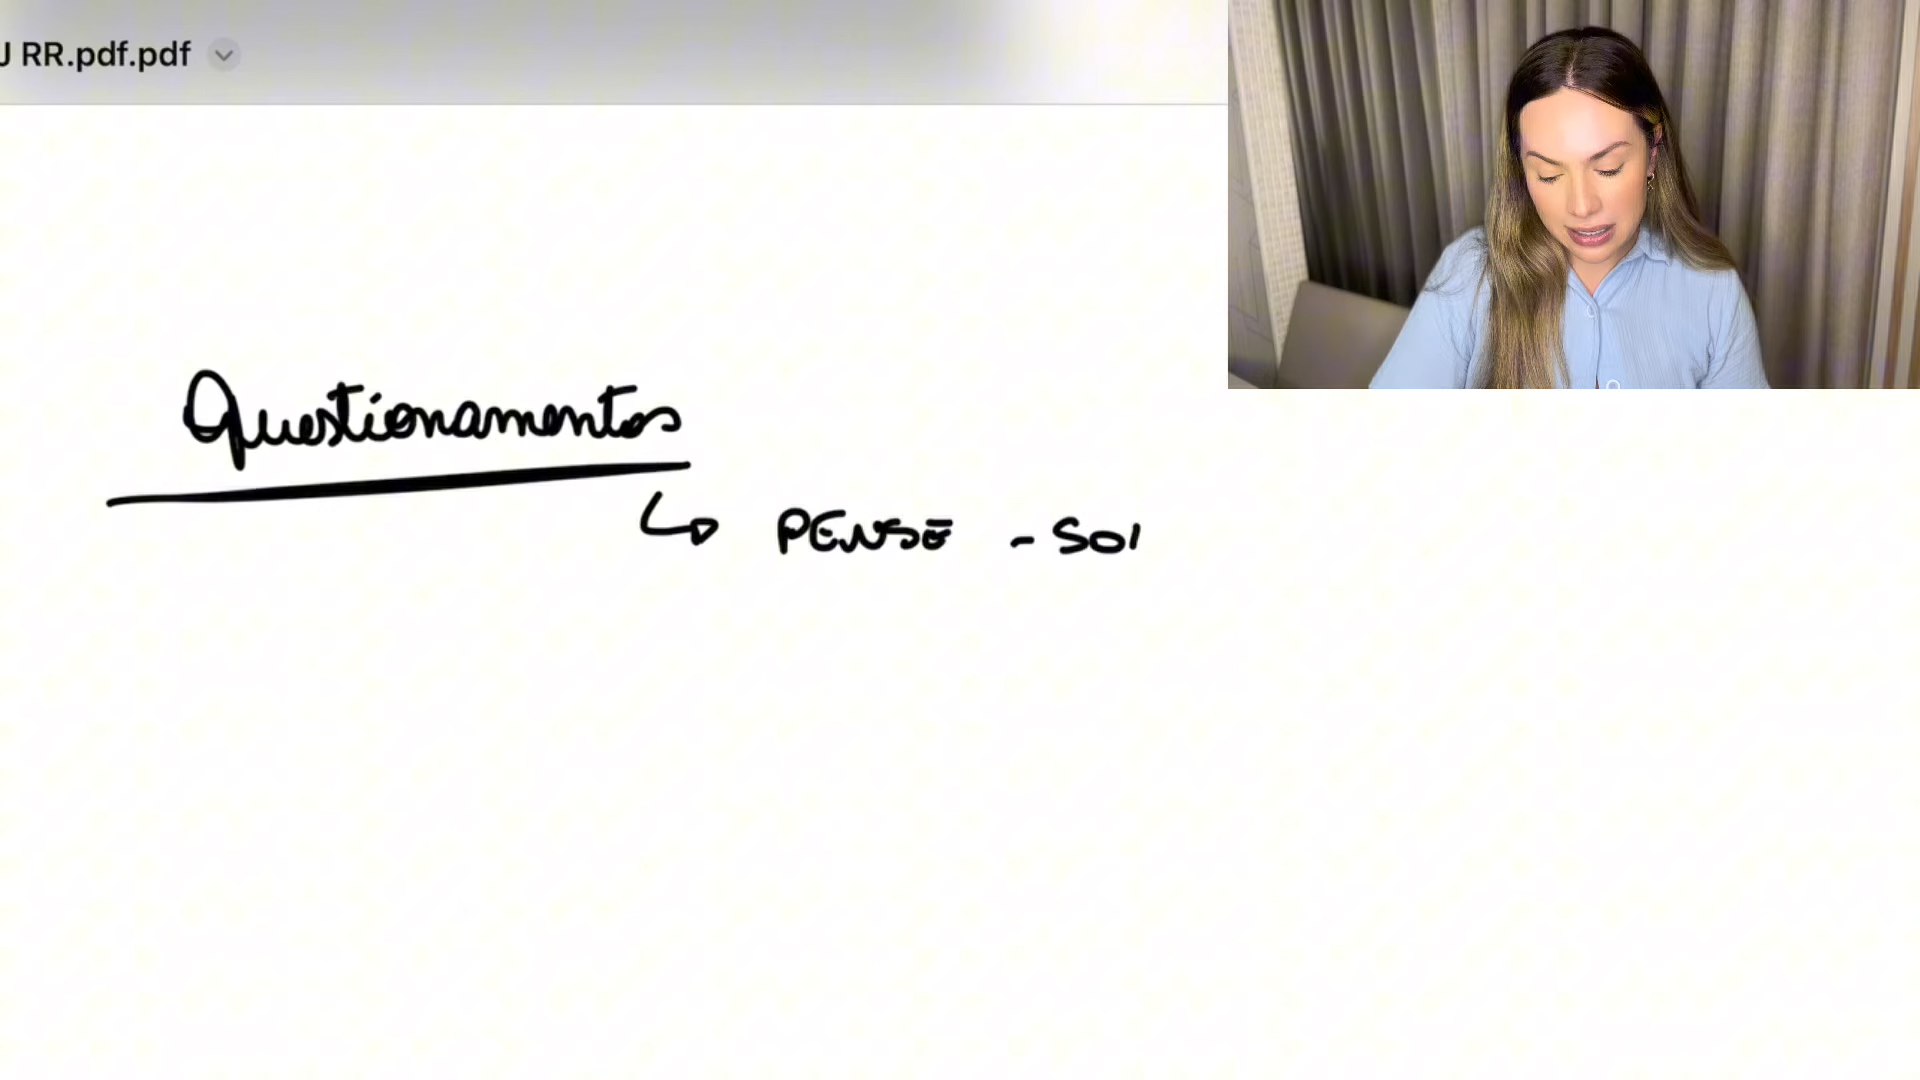 J RR.pdf.pdf
Questionamentos
↳ PENSE - SOI